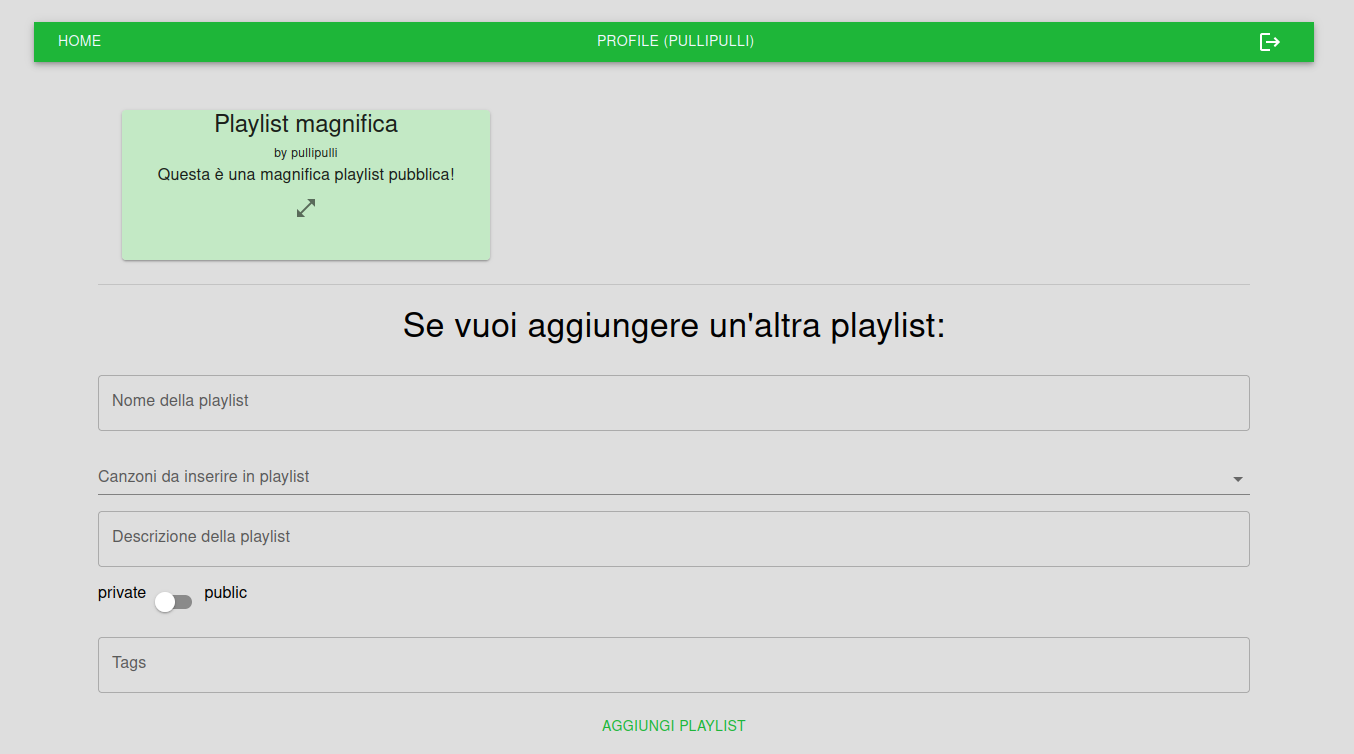 HOME PROFILE (PULLIPULLI)
Playlist magnifica
by pullipulli
Questa è una magnifica playlist pubblica!
Se vuoi aggiungere un'altra playlist:
Nome della playlist
Canzoni da inserire in playlist
Descrizione della playlist
private public
Tags
AGGIUNGI PLAYLIST